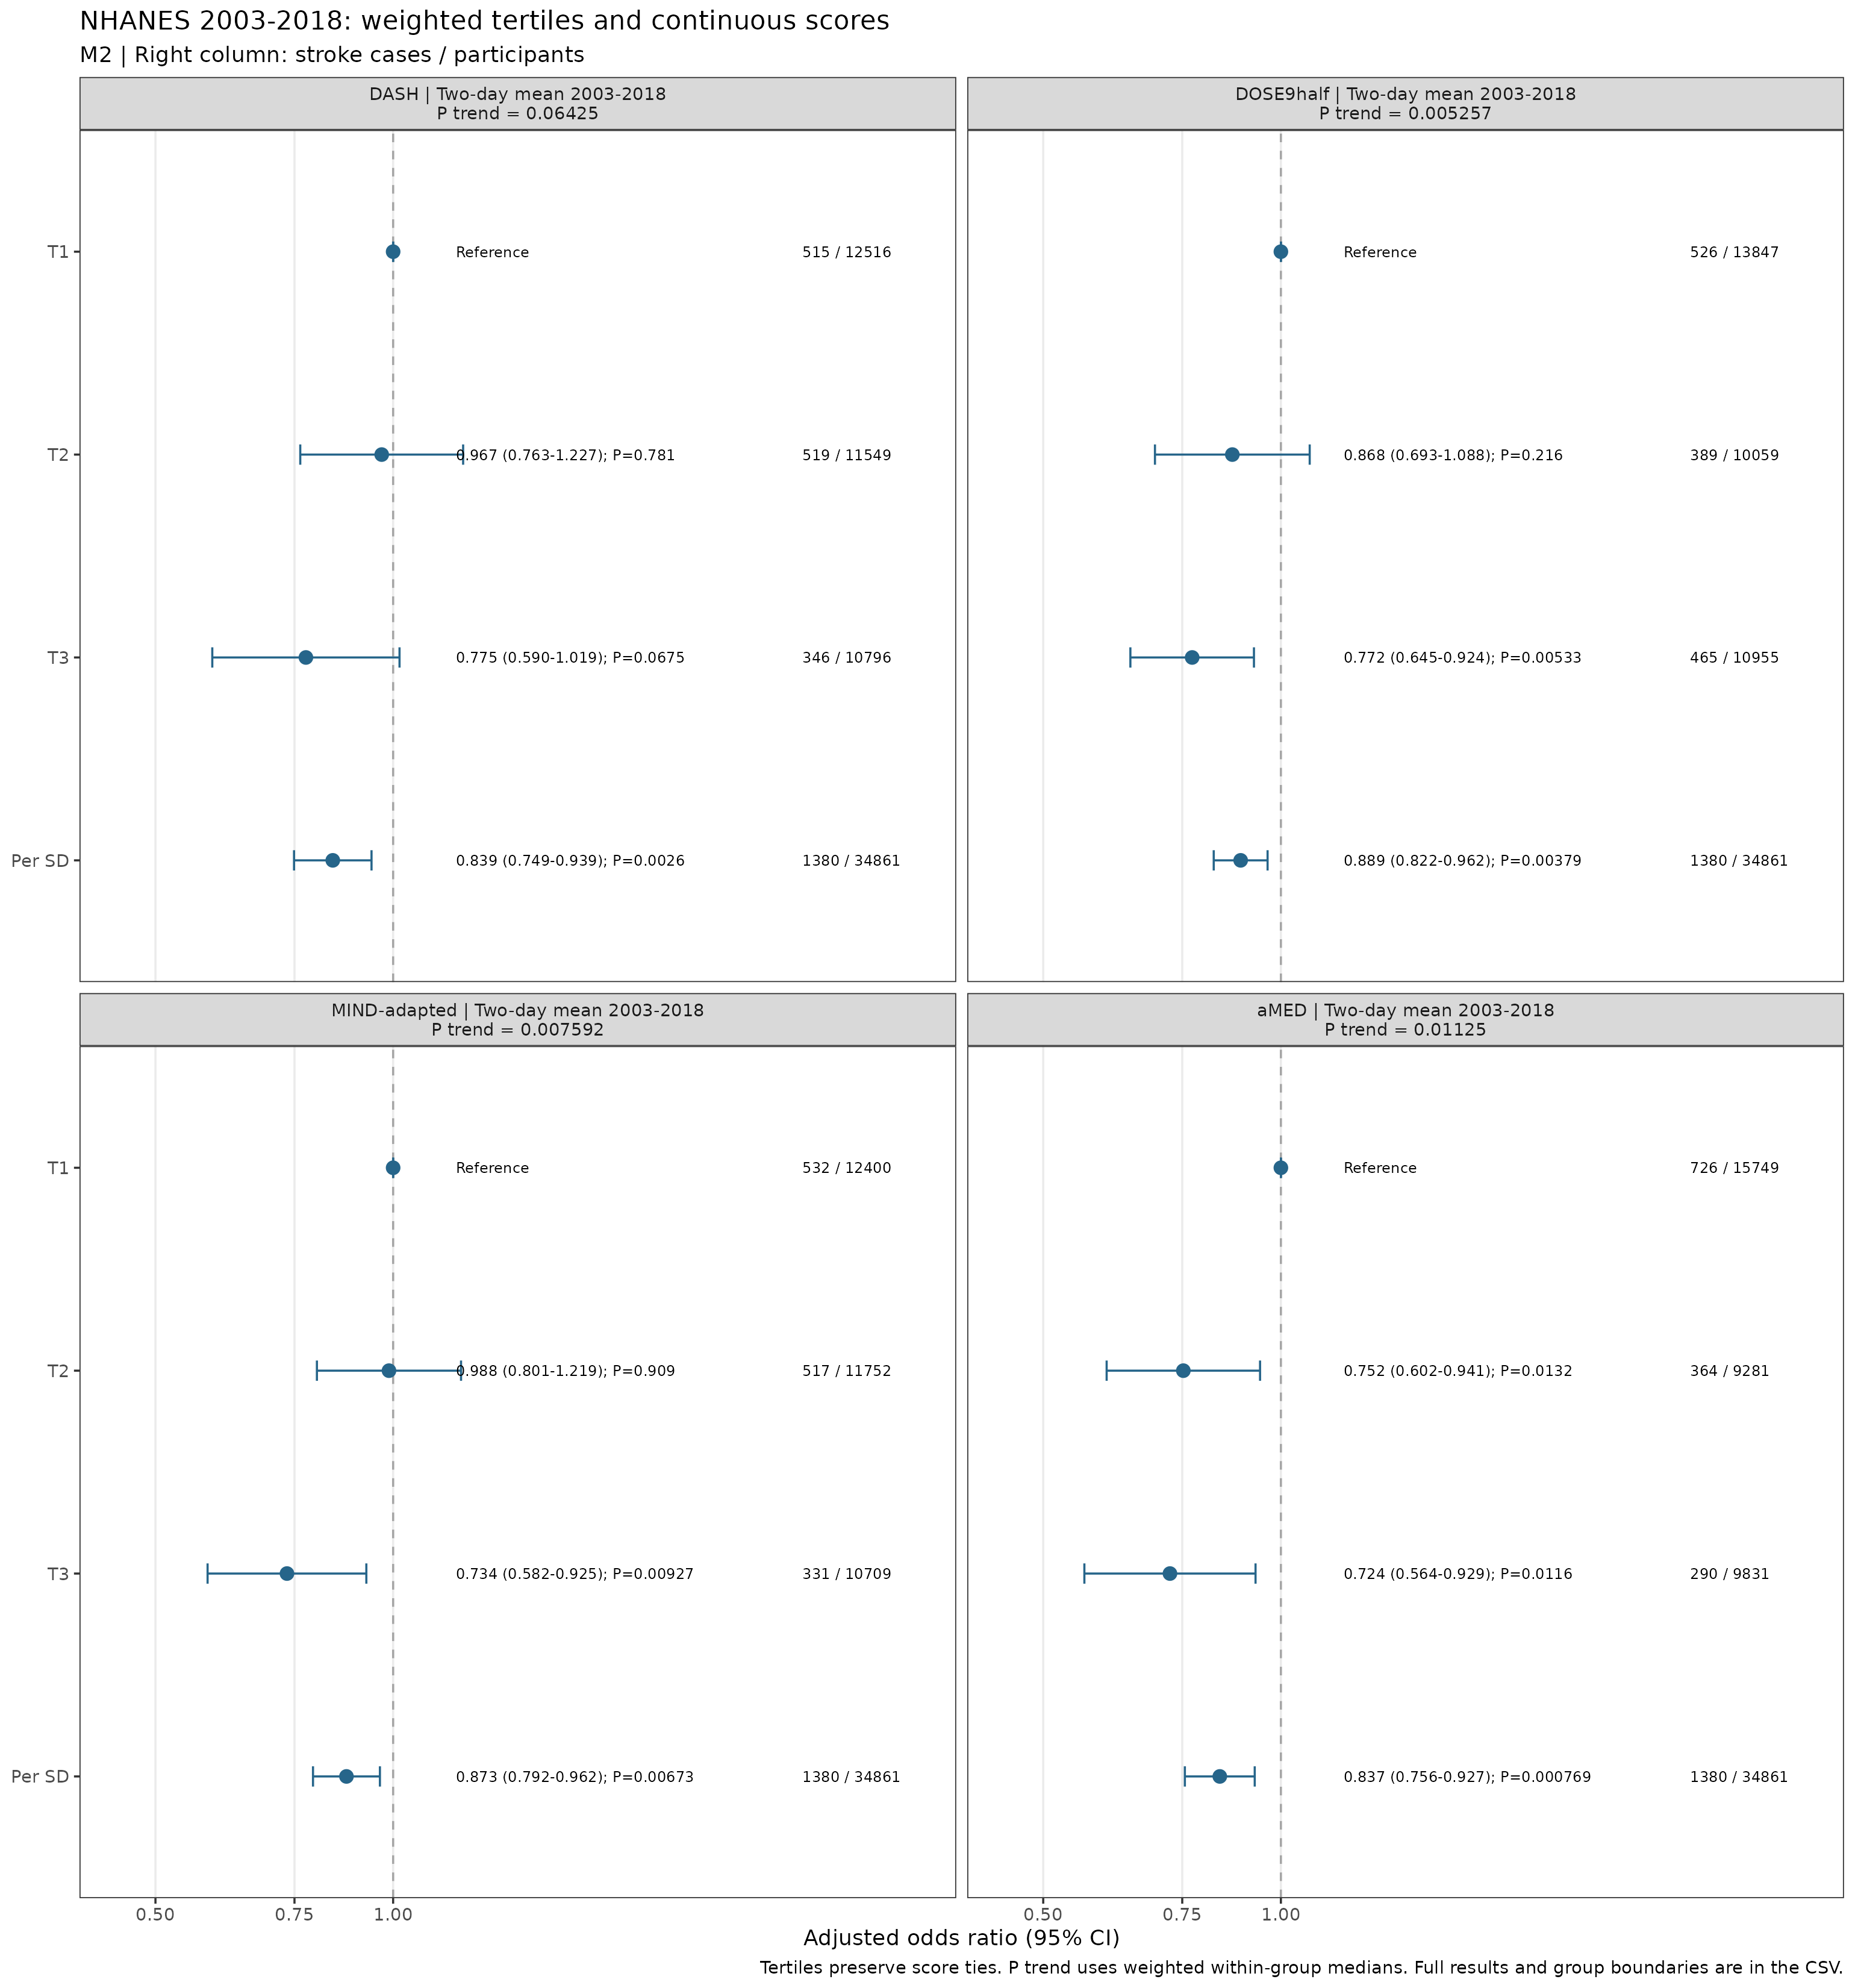 NHANES 2003-2018: weighted tertiles and continuous scores
M2 | Right column: stroke cases / participants
DASH | Two-day mean 2003-2018
P trend = 0.06425
T1 Reference 515 / 12516
T2 0.967 (0.763-1.227); P=0.781 519 / 11549
T3 0.775 (0.590-1.019); P=0.0675 346 / 10796
Per SD 0.839 (0.749-0.939); P=0.0026 1380 / 34861
DOSE9half | Two-day mean 2003-2018
P trend = 0.005257
Reference 526 / 13847
0.868 (0.693-1.088); P=0.216 389 / 10059
0.772 (0.645-0.924); P=0.00533 465 / 10955
0.889 (0.822-0.962); P=0.00379 1380 / 34861
MIND-adapted | Two-day mean 2003-2018
P trend = 0.007592
T1 Reference 532 / 12400
T2 0.988 (0.801-1.219); P=0.909 517 / 11752
T3 0.734 (0.582-0.925); P=0.00927 331 / 10709
Per SD 0.873 (0.792-0.962); P=0.00673 1380 / 34861
0.50 0.75 1.00
aMED | Two-day mean 2003-2018
P trend = 0.01125
Reference 726 / 15749
0.752 (0.602-0.941); P=0.0132 364 / 9281
0.724 (0.564-0.929); P=0.0116 290 / 9831
0.837 (0.756-0.927); P=0.000769 1380 / 34861
0.50 0.75 1.00
Adjusted odds ratio (95% CI)
Tertiles preserve score ties. P trend uses weighted within-group medians. Full results and group boundaries are in the CSV.